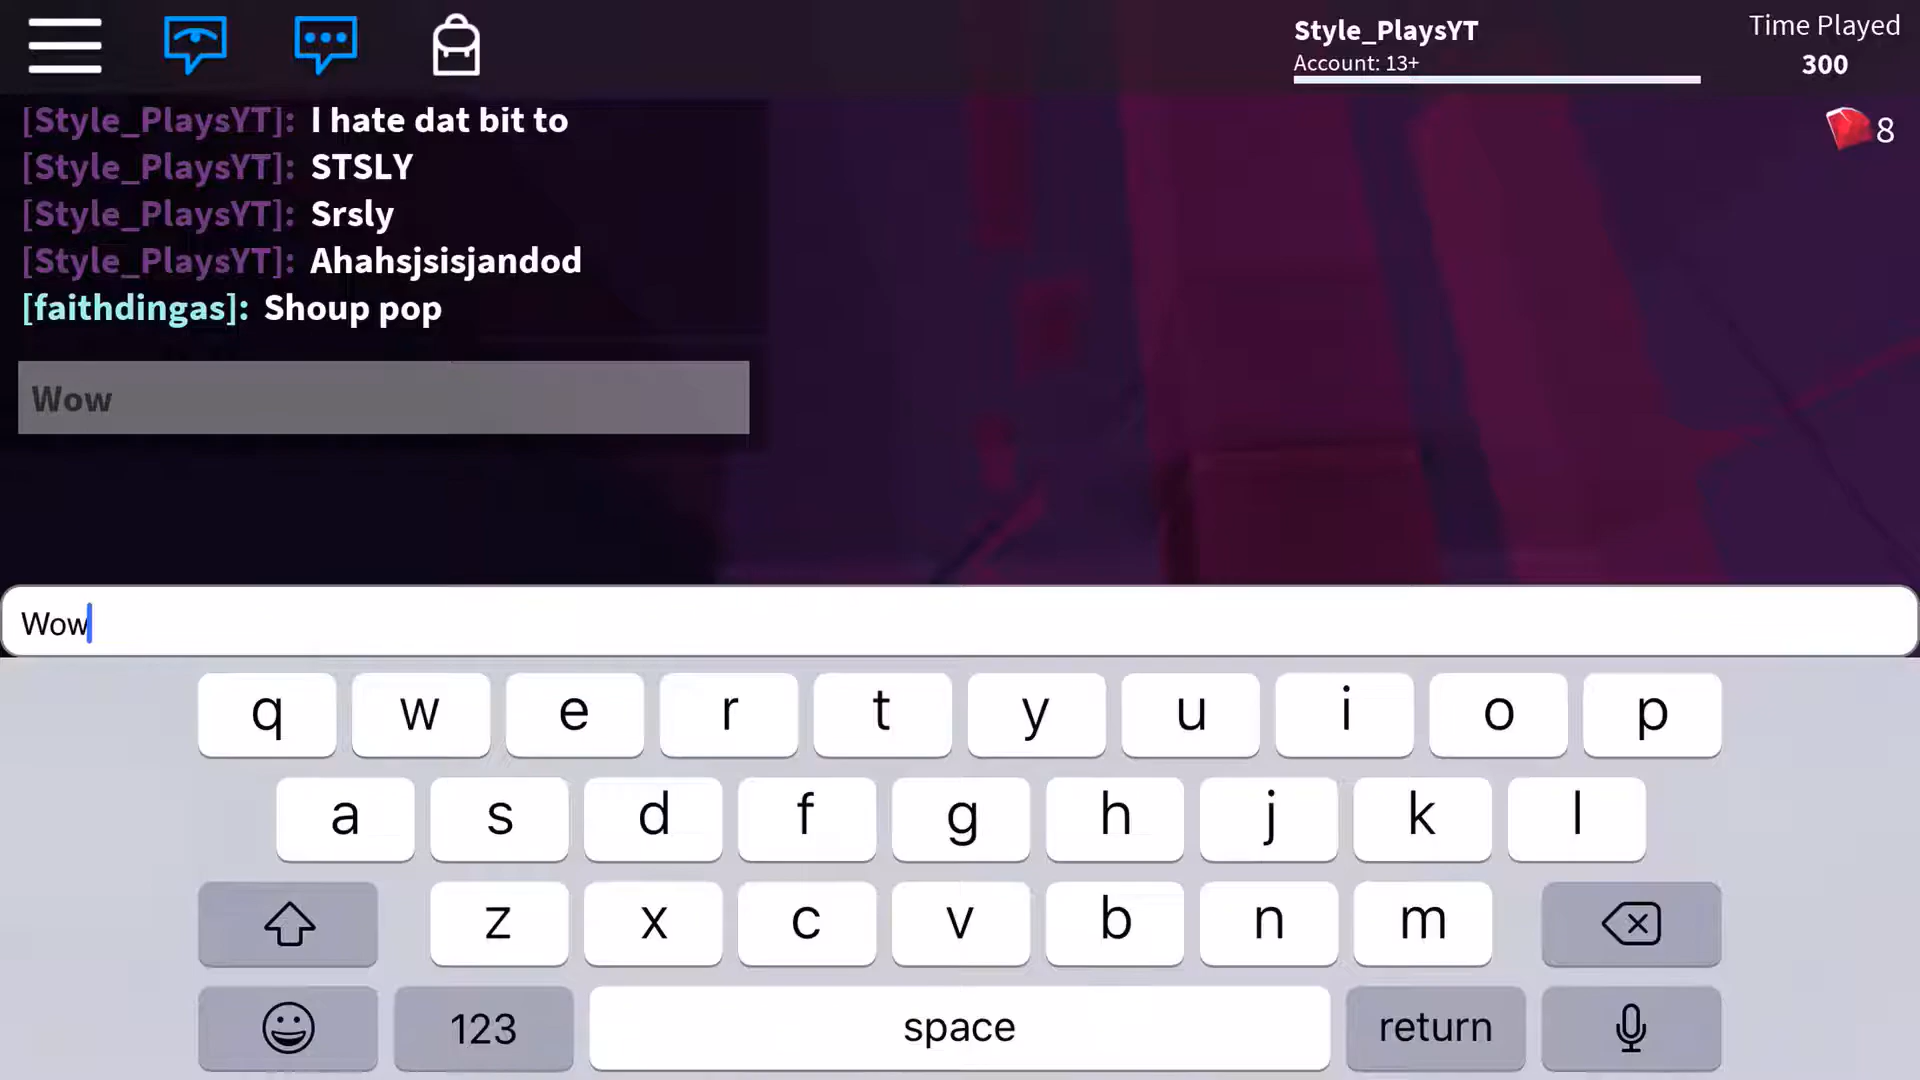 Style_PlaysYT
Account: 13+
Time Played
300
8
[Style_PlaysYT]: I hate dat bit to
[Style_PlaysYT]: STSLY
[Style_PlaysYT]: Srsly
[Style_PlaysYT]: Ahahsjsisjandod
[faithdingas]: Shoup pop
Wow
Wow
q w e r t y u i o p
a s d f g h j k l
z x c v b n m
123 space return